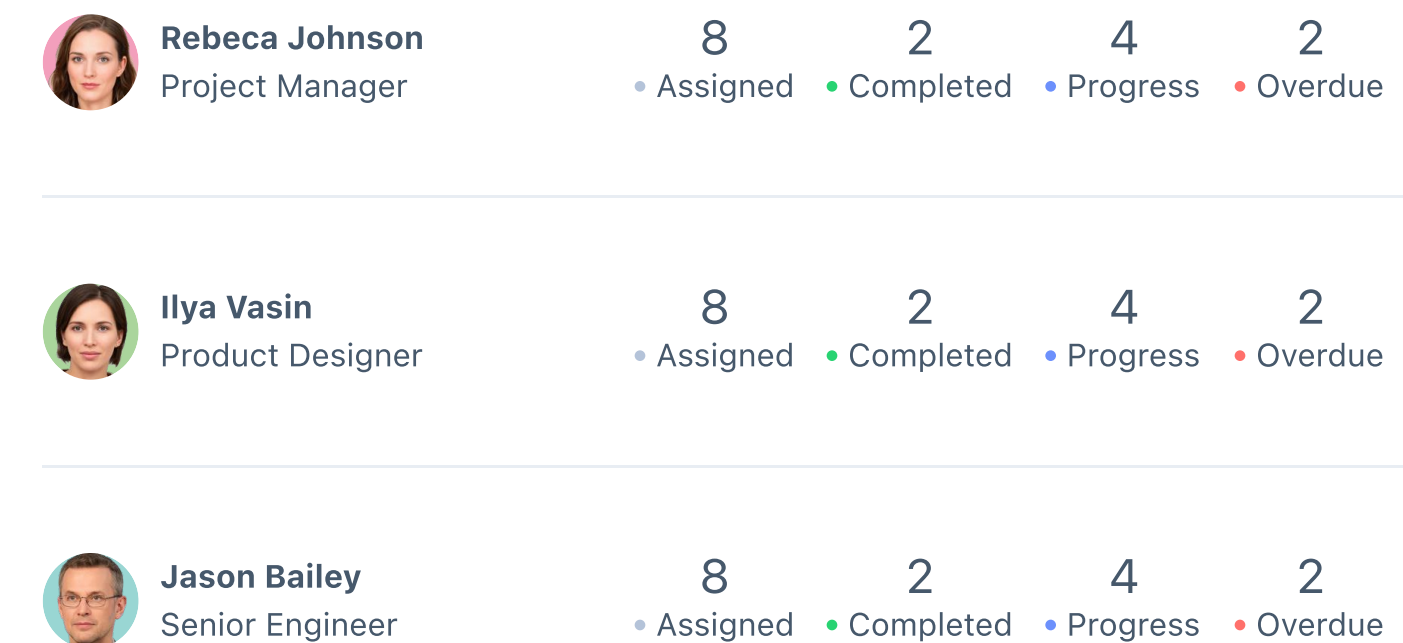 Rebeca Johnson
Project Manager
8 2 4 2
Assigned Completed Progress Overdue
Ilya Vasin
Product Designer
8 2 4 2
Assigned Completed Progress Overdue
Jason Bailey
Senior Engineer
8 2 4 2
Assigned Completed Progress Overdue